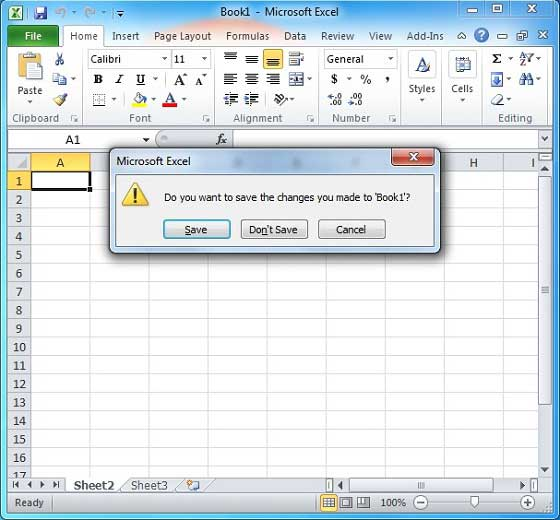 Book1 - Microsoft Excel
File Home Insert Page Layout Formulas Data Review View Add-Ins
Calibri 11 General
B I U A A A $ % ,
Paste Styles Cells
Clipboard Font Alignment Number Editing
A1 fx
A H I
Microsoft Excel
Do you want to save the changes you made to 'Book1'?
Save Don't Save Cancel
1
2
3
4
5
6
7
8
9
10
11
12
13
14
15
16
17
Sheet2 Sheet3
Ready 100%